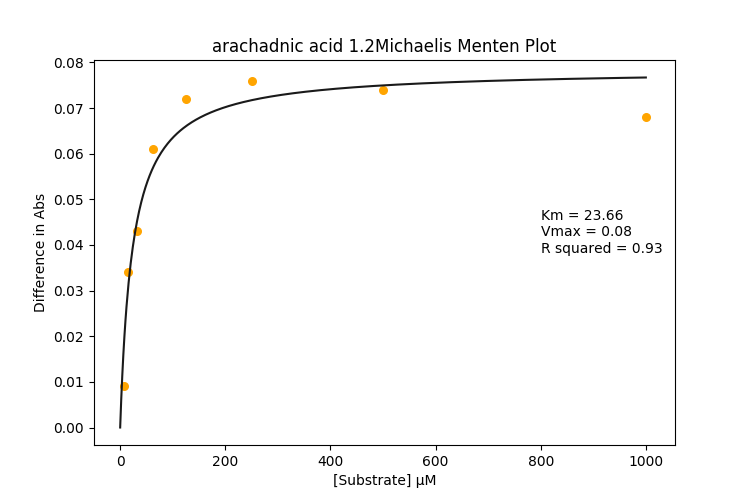 arachadnic acid 1.2Michaelis Menten Plot
0.08
0.07
0.06
0.05
0.04
0.03
0.02
0.01
0.00
Difference in Abs
Km = 23.66
Vmax = 0.08
R squared = 0.93
0 200 400 600 800 1000
[Substrate] μM